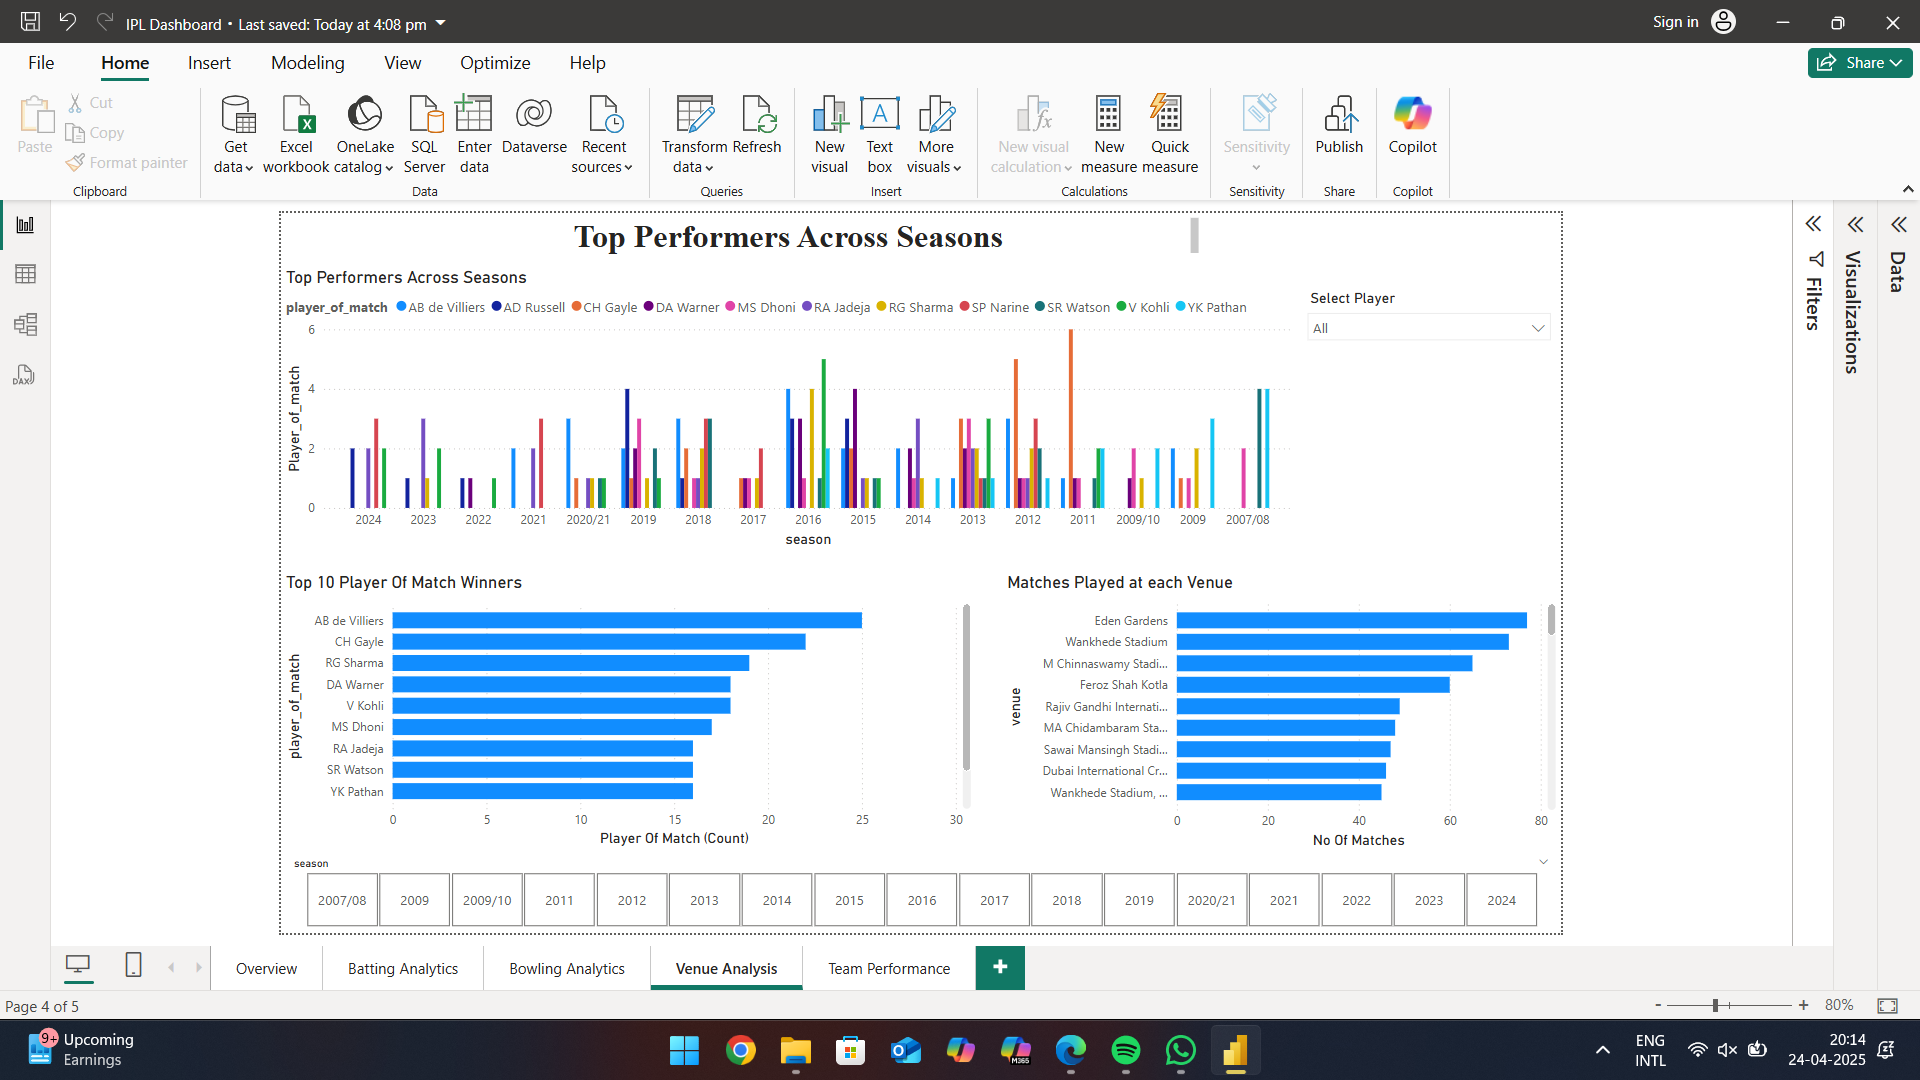 IPL Dashboard • Last saved: Today at 4:08 pm
Sign in
File Home Insert Modeling View Optimize Help
Share
Paste
Cut
Copy
Format painter
Clipboard
Get data
Excel workbook
OneLake catalog
SQL Server
Enter data
Dataverse
Recent sources
Data
Transform data
Refresh
Queries
New visual
Text box
More visuals
Insert
New visual calculation
New measure
Quick measure
Calculations
Sensitivity
Sensitivity
Publish
Share
Copilot
Copilot
Top Performers Across Seasons
Top Performers Across Seasons
player_of_match AB de Villiers AD Russell CH Gayle DA Warner MS Dhoni RA Jadeja RG Sharma SP Narine SR Watson V Kohli YK Pathan
Player_of_match
6
4
2
0
2024 2023 2022 2021 2020/21 2019 2018 2017 2016 2015 2014 2013 2012 2011 2009/10 2009 2007/08
season
Select Player
All
Top 10 Player Of Match Winners
player_of_match
AB de Villiers
CH Gayle
RG Sharma
DA Warner
V Kohli
MS Dhoni
RA Jadeja
SR Watson
YK Pathan
0 5 10 15 20 25 30
Player Of Match (Count)
Matches Played at each Venue
venue
Eden Gardens
Wankhede Stadium
M Chinnaswamy Stadi...
Feroz Shah Kotla
Rajiv Gandhi Internati...
MA Chidambaram Sta...
Sawai Mansingh Stadi...
Dubai International Cr...
Wankhede Stadium, ...
0 20 40 60 80
No Of Matches
season
2007/08 2009 2009/10 2011 2012 2013 2014 2015 2016 2017 2018 2019 2020/21 2021 2022 2023 2024
Filters
Visualizations
Data
DAX
Overview Batting Analytics Bowling Analytics Venue Analysis Team Performance
Page 4 of 5
- + 80%
9+
Upcoming
Earnings
M365
ENG
INTL
20:14
24-04-2025